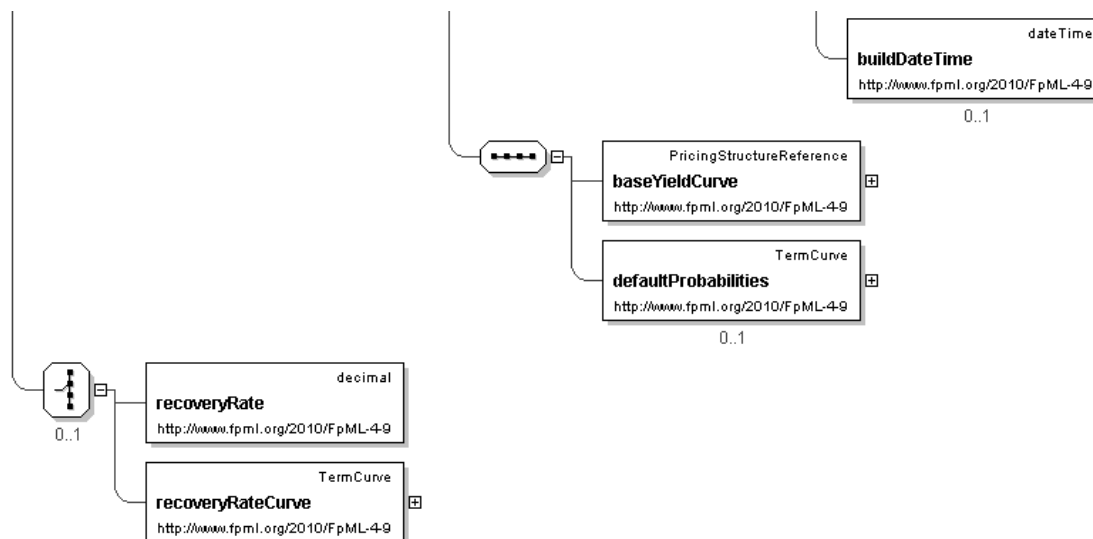 dateTime
buildDateTime
http://www.fpml.org/2010/FpML-4-9
0..1
PricingStructureReference
baseYieldCurve
http://www.fpml.org/2010/FpML-4-9
TermCurve
defaultProbabilities
http://www.fpml.org/2010/FpML-4-9
0..1
0..1
decimal
recoveryRate
http://www.fpml.org/2010/FpML-4-9
TermCurve
recoveryRateCurve
http://www.fpml.org/2010/FpML-4-9